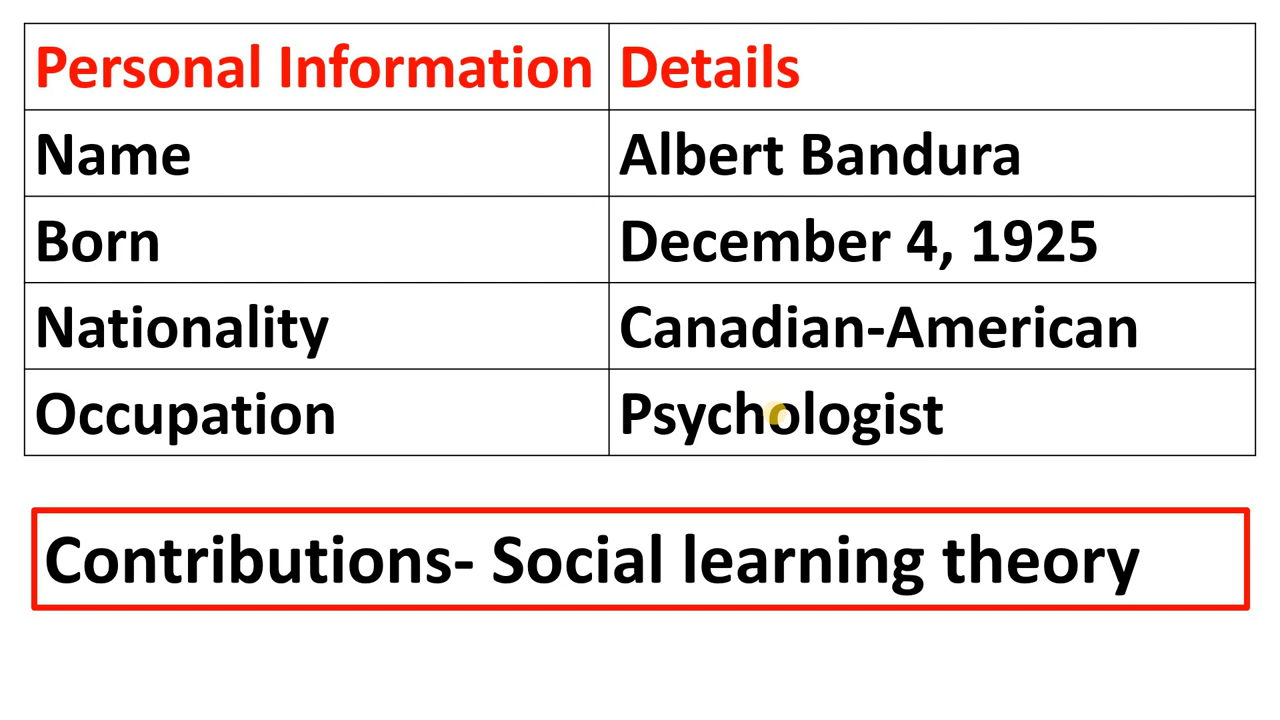 Personal Information Details
Name Albert Bandura
Born December 4, 1925
Nationality Canadian-American
Occupation Psychologist
Contributions- Social learning theory